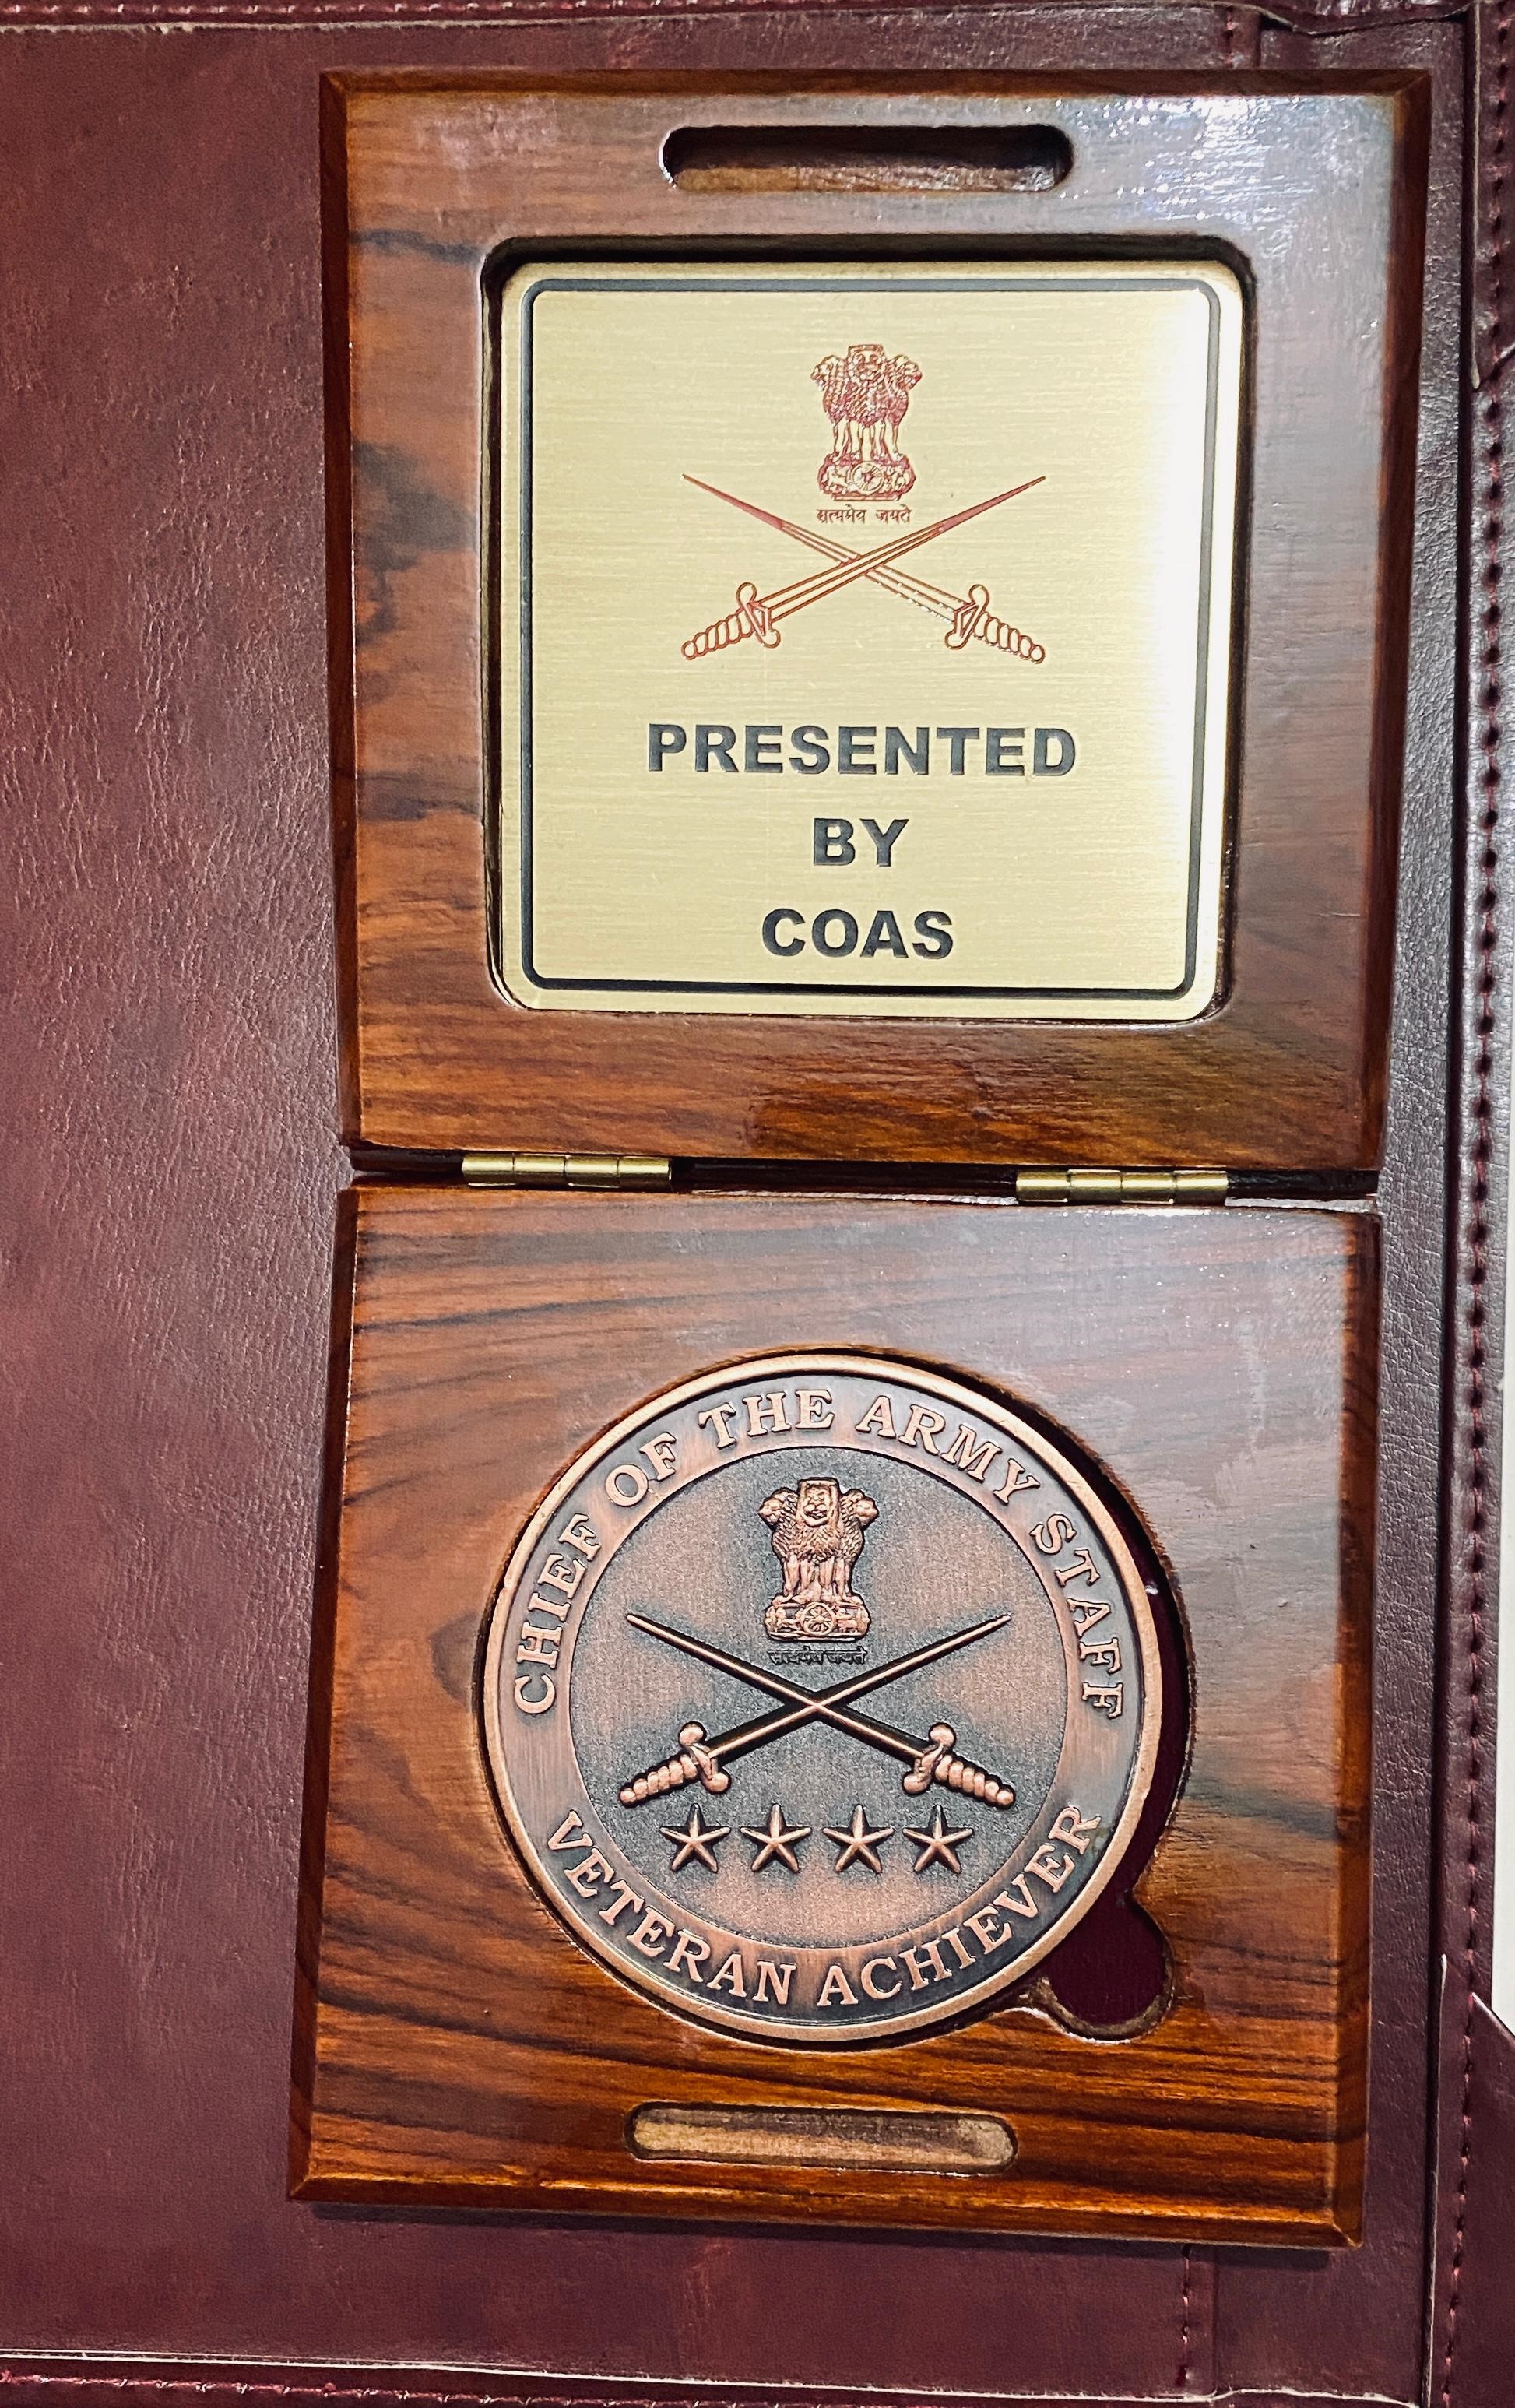 सत्यमेव जयते
PRESENTED
BY
COAS
CHIEF OF THE ARMY STAFF
सत्यमेव जयते
VETERAN ACHIEVER